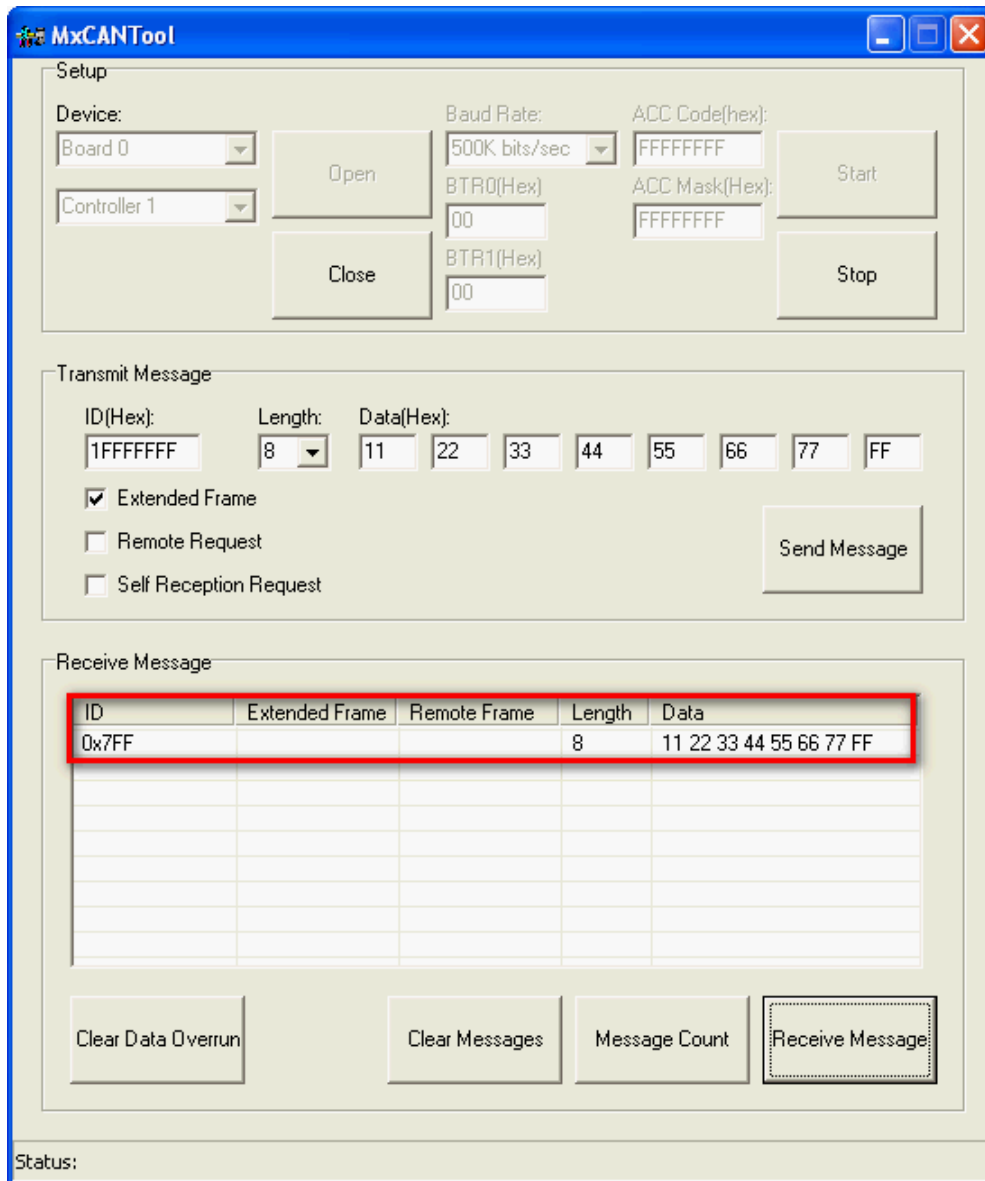 MxCANTool
Setup
Device: Baud Rate: ACC Code(hex):
Board 0 Open 500K bits/sec FFFFFFFF Start
BTR0(Hex) ACC Mask(Hex):
Controller 1 00 FFFFFFFF
Close BTR1(Hex) Stop
00
Transmit Message
ID(Hex): Length: Data(Hex):
1FFFFFFF 8 11 22 33 44 55 66 77 FF
Extended Frame
Remote Request Send Message
Self Reception Request
Receive Message
ID Extended Frame Remote Frame Length Data
0x7FF 8 11 22 33 44 55 66 77 FF
Clear Data Overrun Clear Messages Message Count Receive Message
Status: